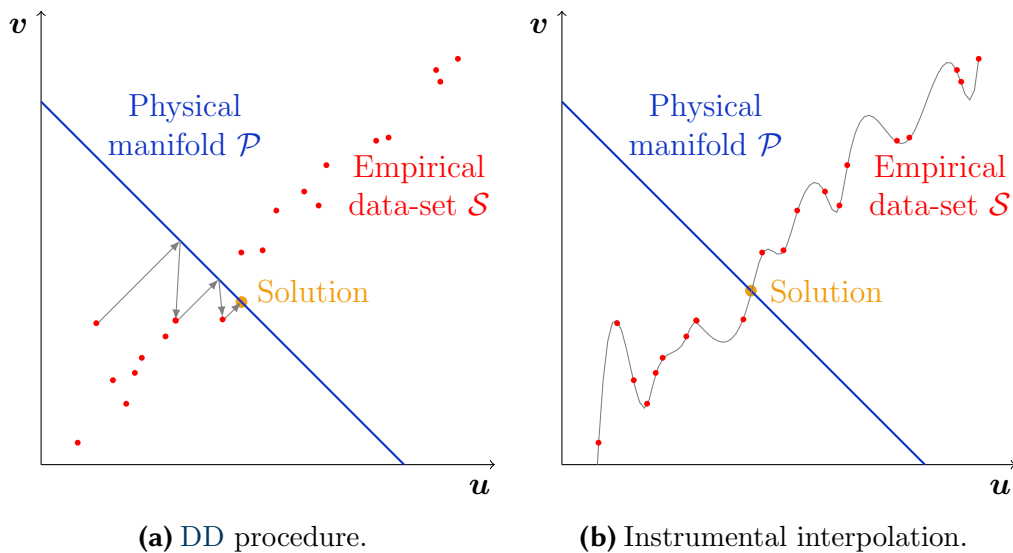 v
Physical
manifold P
Empirical
data-set S
Solution
u
(a) DD procedure.
v
Physical
manifold P
Empirical
data-set S
Solution
u
(b) Instrumental interpolation.